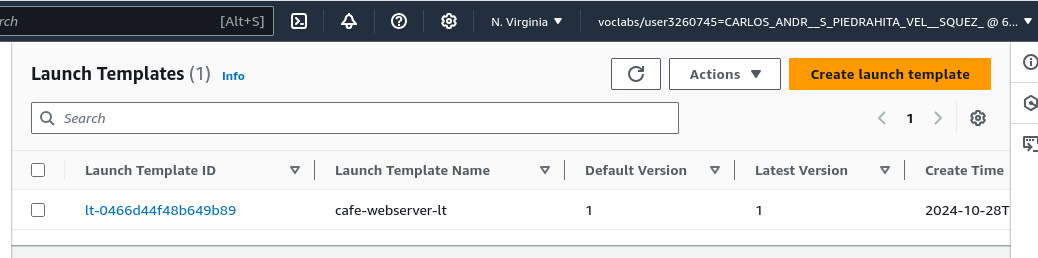 rch [Alt+S] N. Virginia voclabs/user3260745=CARLOS_ANDR__S_PIEDRAHITA_VEL__SQUEZ_ @ 6...
Launch Templates (1) Info Actions Create launch template
Search 1
Launch Template ID Launch Template Name Default Version Latest Version Create Time
lt-0466d44f48b649b89 cafe-webserver-lt 1 1 2024-10-28T